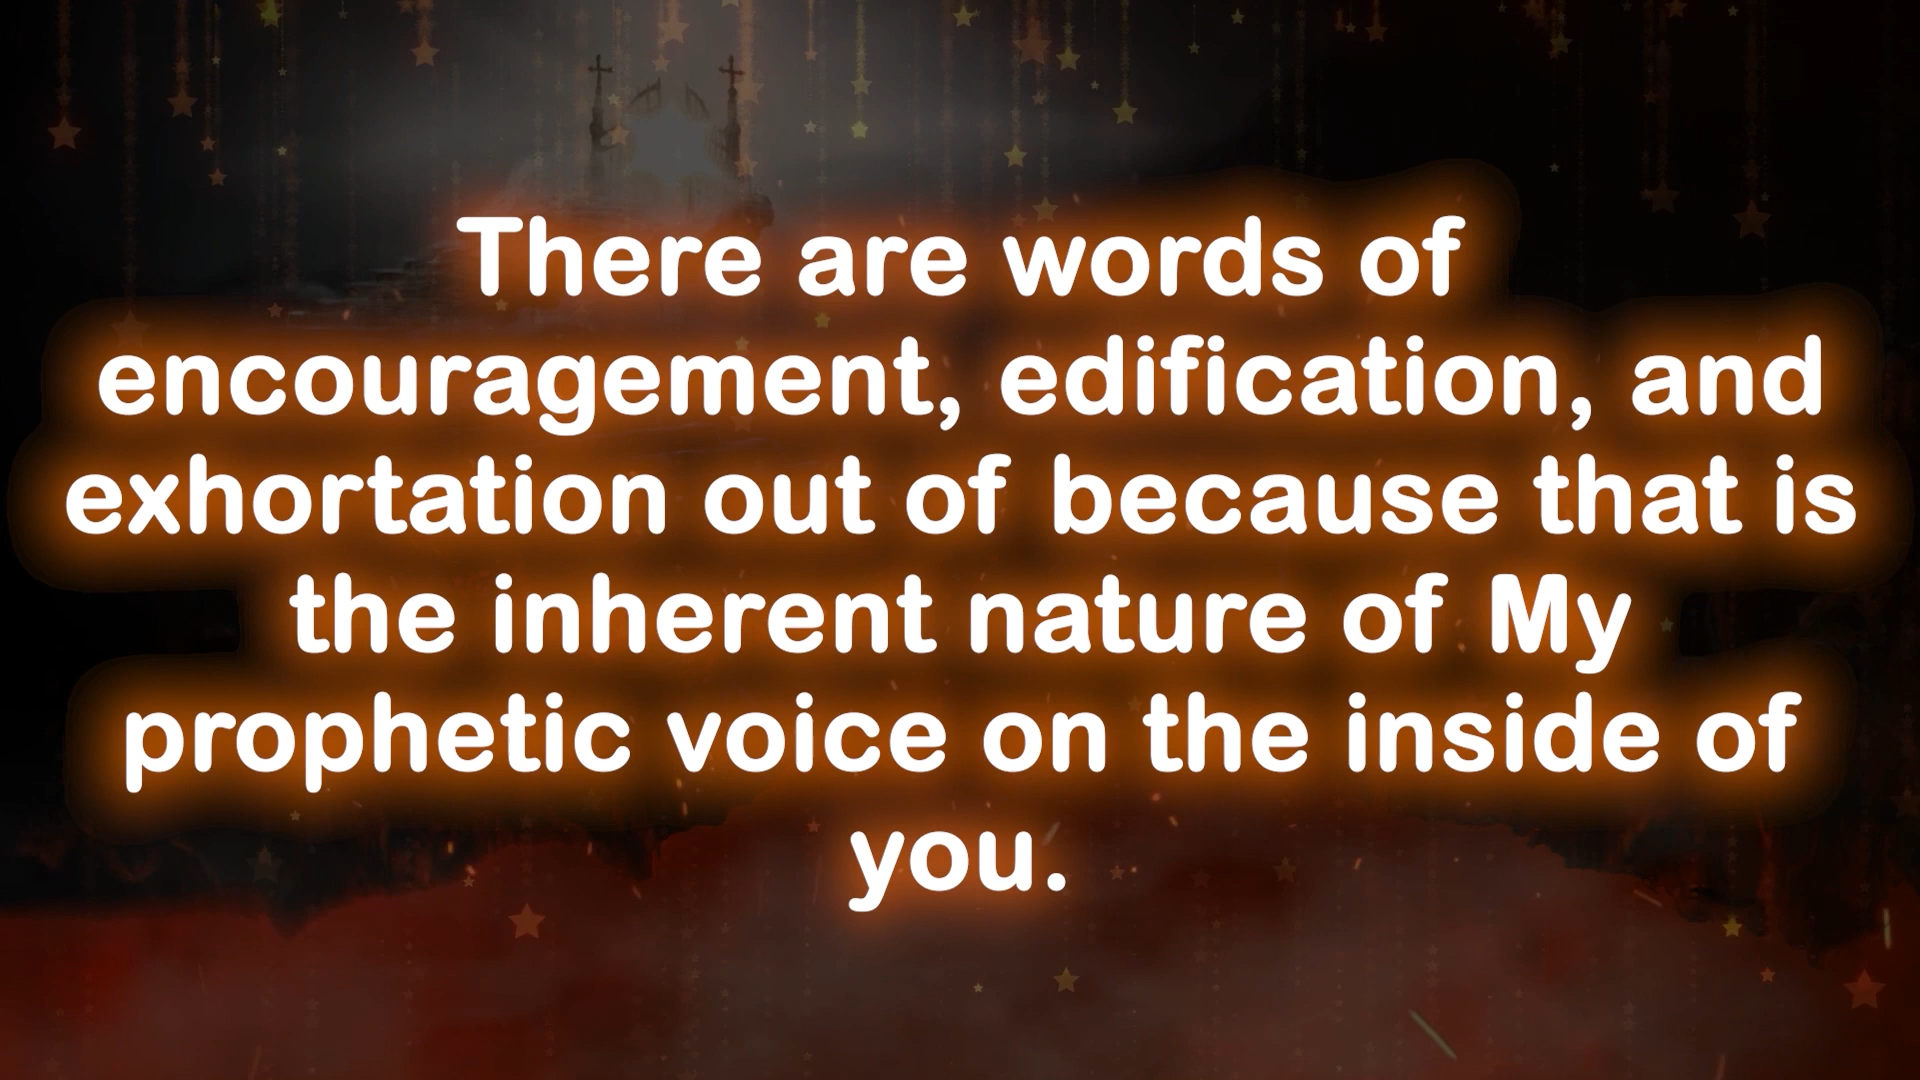 There are words of
encouragement, edification, and
exhortation out of because that is
the inherent nature of My
prophetic voice on the inside of
you.